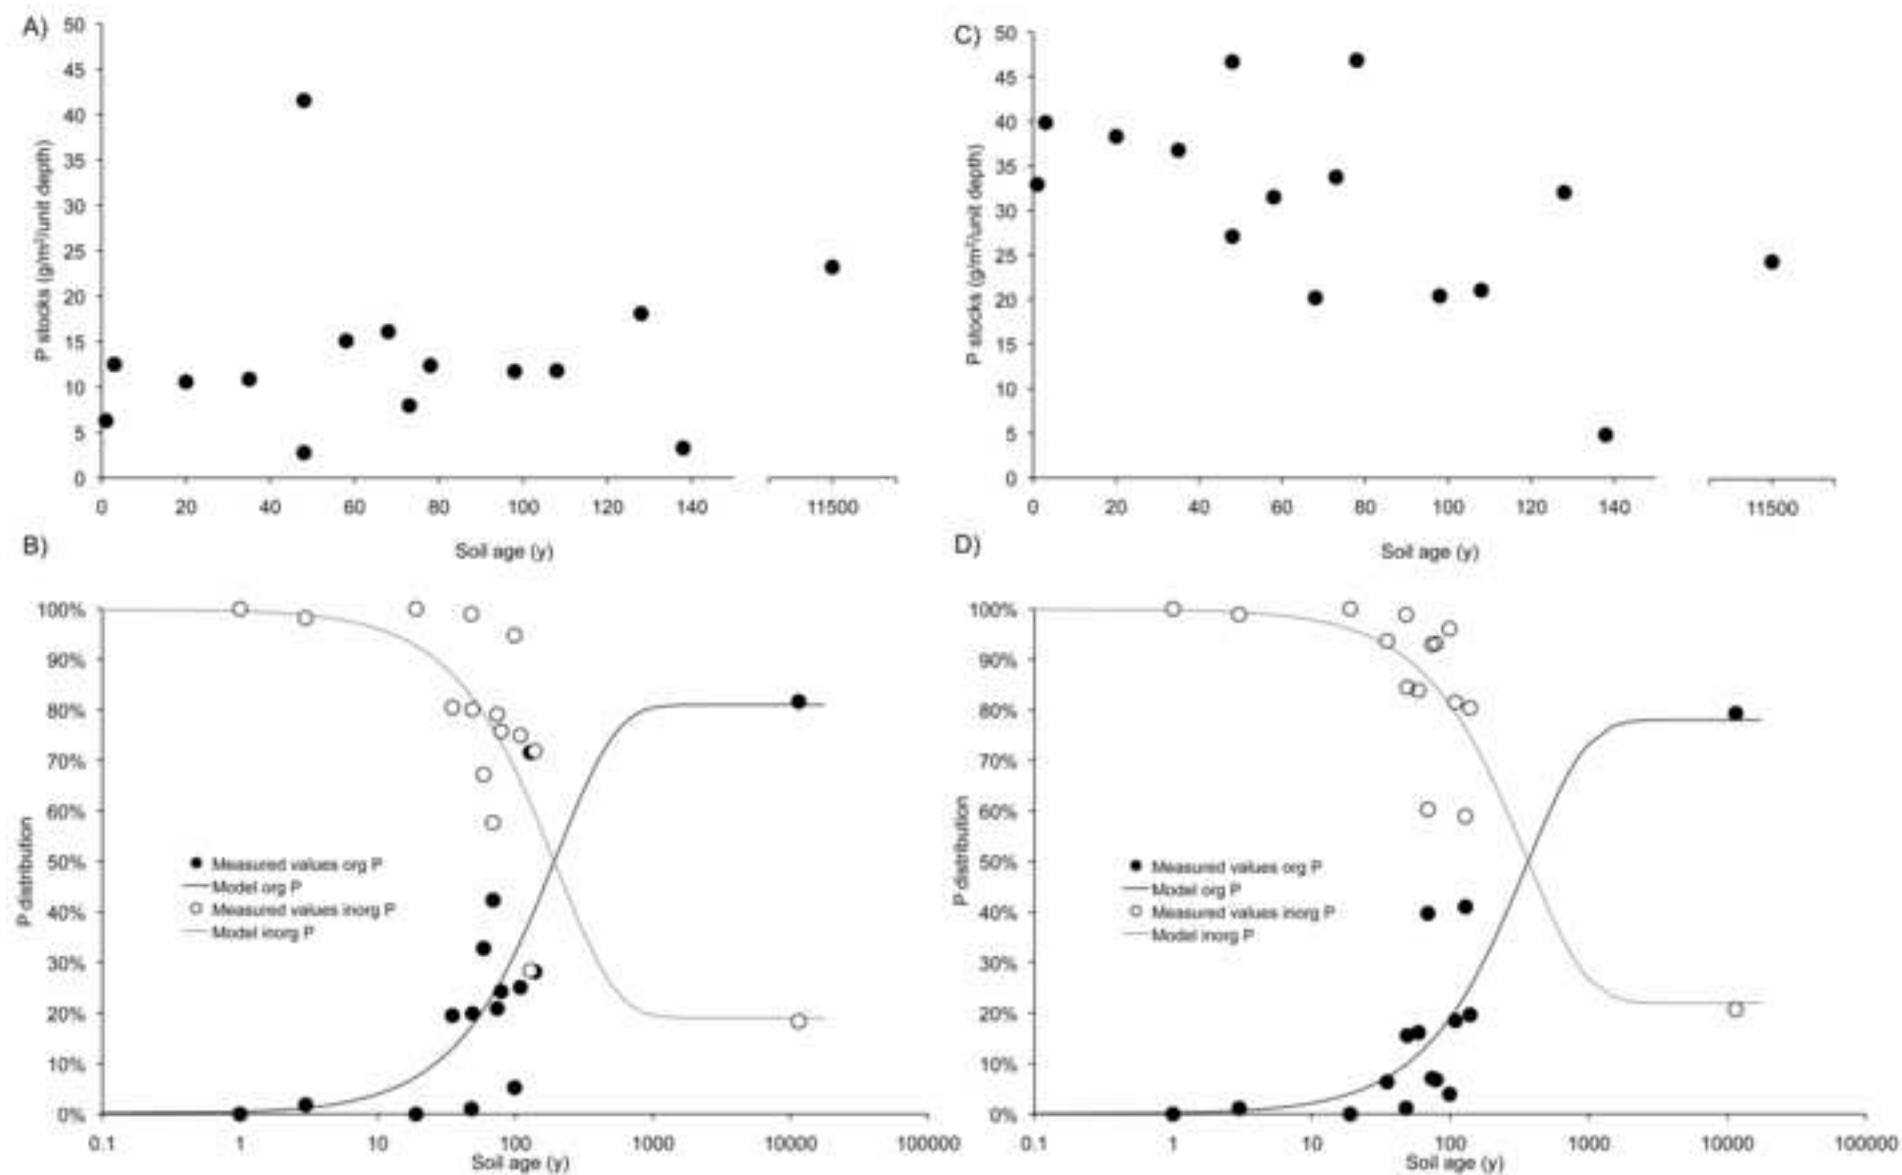 A)
50
45
40
35
30
25
20
15
10
5
0
P stocks (g/m²/unit depth)
0 20 40 60 80 100 120 140 11500
Soil age (y)
C)
50
45
40
35
30
25
20
15
10
5
0
P stocks (g/m²/unit depth)
0 20 40 60 80 100 120 140 11500
Soil age (y)
B)
100%
90%
80%
70%
60%
50%
40%
30%
20%
10%
0%
P distribution
Measured values org P
Model org P
Measured values inorg P
Model inorg P
0.1 1 10 100 1000 10000 100000
Soil age (y)
D)
100%
90%
80%
70%
60%
50%
40%
30%
20%
10%
0%
P distribution
Measured values org P
Model org P
Measured values inorg P
Model inorg P
0.1 1 10 100 1000 10000 100000
Soil age (y)